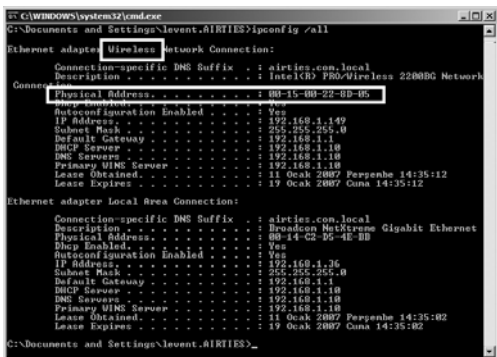 C:\WINDOWS\system32\cmd.exe
C:\Documents and Settings\levent.AIRTIES>ipconfig /all
Ethernet adapter Wireless Network Connection:
Connection-specific DNS Suffix . : airties.com.local
Description . . . . . . . . . . . : Intel(R) PRO/Wireless 2200BG Network
Connection
Physical Address. . . . . . . . . : 00-15-00-22-8D-05
Dhcp Enabled. . . . . . . . . . . : Yes
Autoconfiguration Enabled . . . . : Yes
IP Address. . . . . . . . . . . . : 192.168.1.149
Subnet Mask . . . . . . . . . . . : 255.255.255.0
Default Gateway . . . . . . . . . : 192.168.1.1
DHCP Server . . . . . . . . . . . : 192.168.1.10
DNS Servers . . . . . . . . . . . : 192.168.1.10
Primary WINS Server . . . . . . . : 192.168.1.10
Lease Obtained. . . . . . . . . . : 11 Ocak 2007 Perşembe 14:35:12
Lease Expires . . . . . . . . . . : 19 Ocak 2007 Cuma 14:35:12
Ethernet adapter Local Area Connection:
Connection-specific DNS Suffix . : airties.com.local
Description . . . . . . . . . . . : Broadcom NetXtreme Gigabit Ethernet
Physical Address. . . . . . . . . : 00-14-C2-D5-4E-BB
Dhcp Enabled. . . . . . . . . . . : Yes
Autoconfiguration Enabled . . . . : Yes
IP Address. . . . . . . . . . . . : 192.168.1.36
Subnet Mask . . . . . . . . . . . : 255.255.255.0
Default Gateway . . . . . . . . . : 192.168.1.1
DHCP Server . . . . . . . . . . . : 192.168.1.10
DNS Servers . . . . . . . . . . . : 192.168.1.10
Primary WINS Server . . . . . . . : 192.168.1.10
Lease Obtained. . . . . . . . . . : 11 Ocak 2007 Perşembe 14:35:02
Lease Expires . . . . . . . . . . : 19 Ocak 2007 Cuma 14:35:02
C:\Documents and Settings\levent.AIRTIES>_